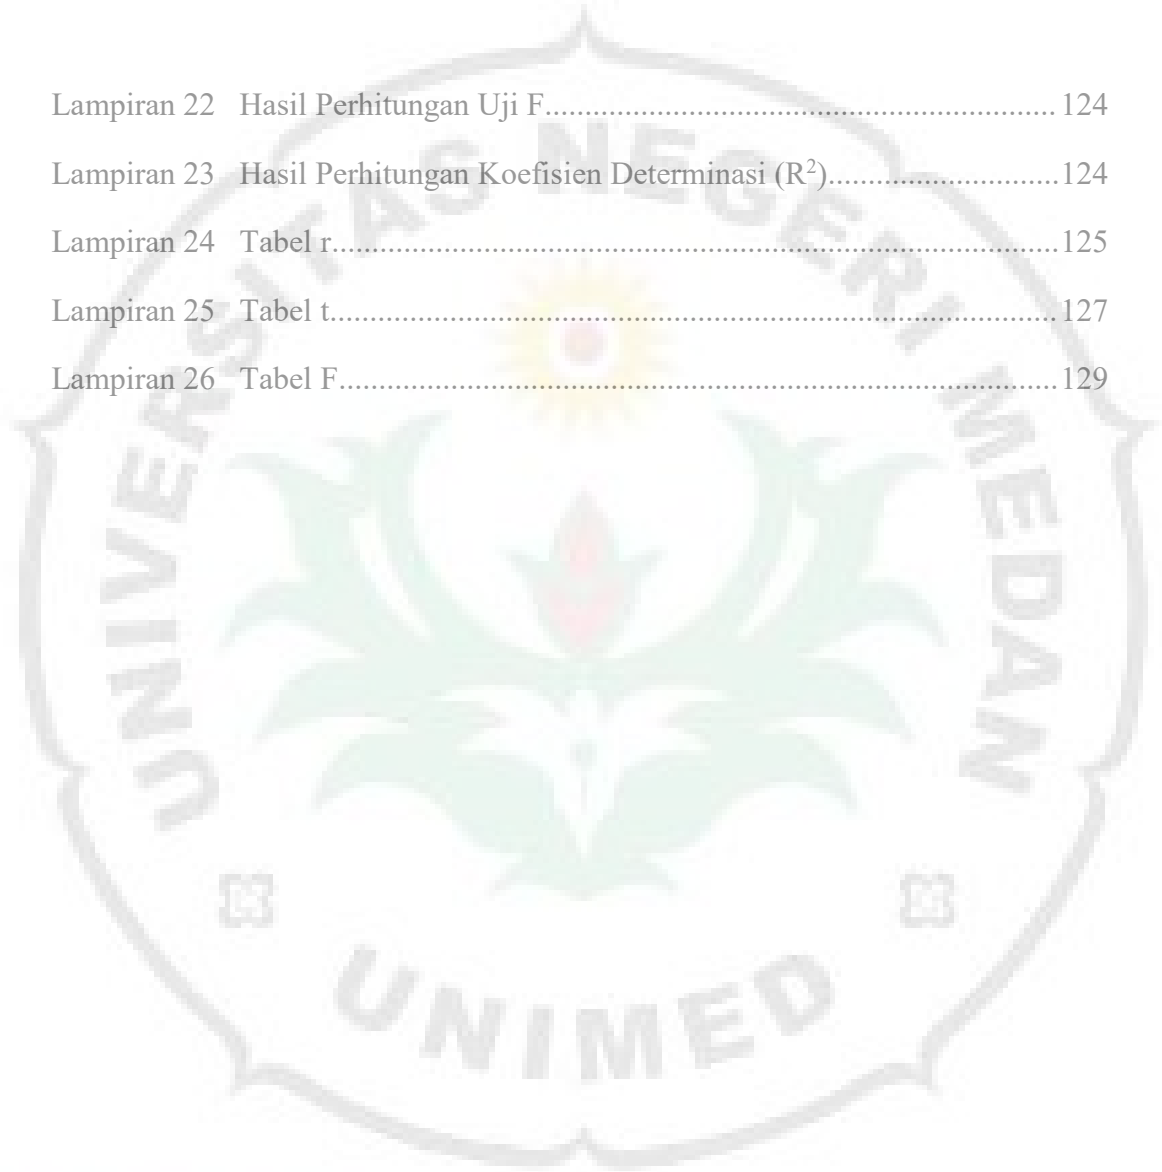 Lampiran 22 Hasil Perhitungan Uji F.......................................................... 124
Lampiran 23 Hasil Perhitungan Koefisien Determinasi (R²)............................124
Lampiran 24 Tabel r....................................................................................125
Lampiran 25 Tabel t....................................................................................127
Lampiran 26 Tabel F...................................................................................129
UNIVERSITAS NEGERI MEDAN
UNIMED